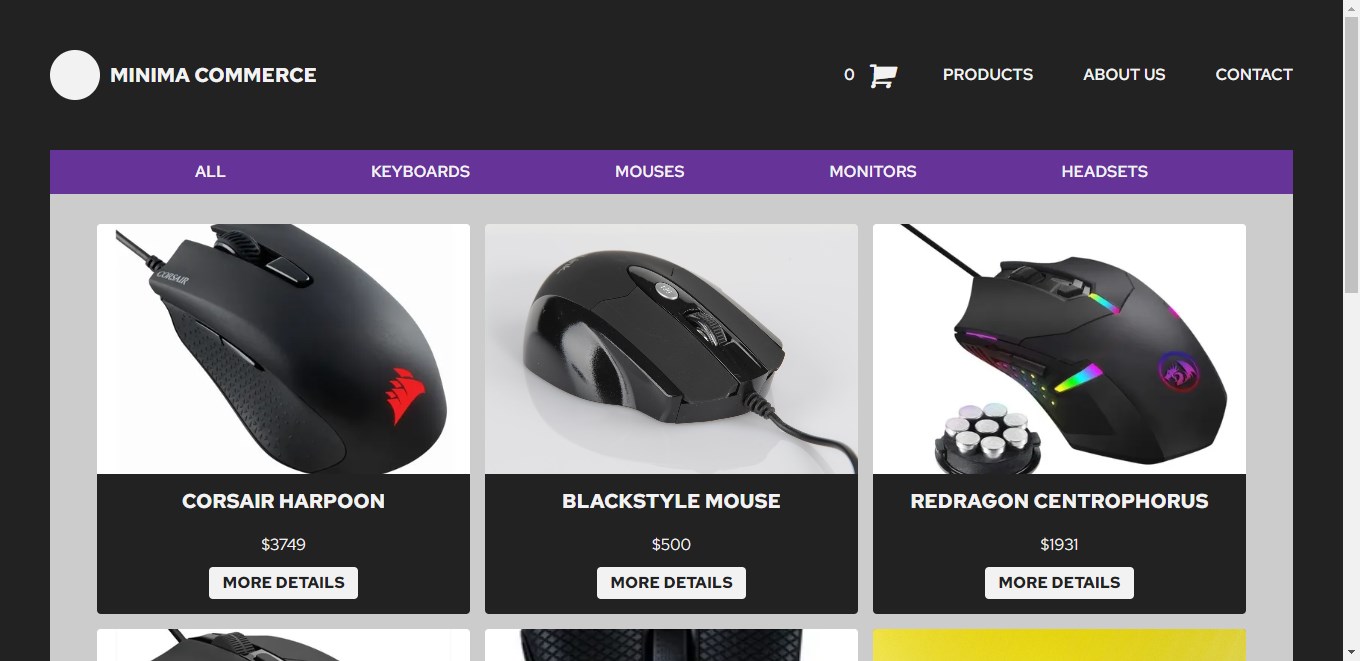 MINIMA COMMERCE
0
PRODUCTS
ABOUT US
CONTACT
ALL
KEYBOARDS
MOUSES
MONITORS
HEADSETS
CORSAIR
CORSAIR HARPOON
$3749
MORE DETAILS
BLACKSTYLE MOUSE
$500
MORE DETAILS
REDRAGON CENTROPHORUS
$1931
MORE DETAILS